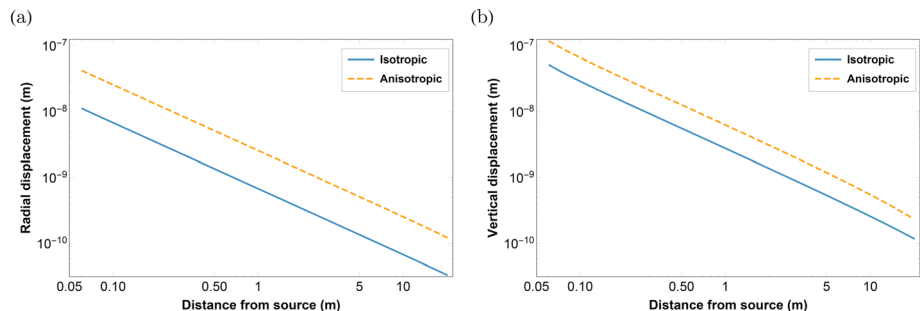 (a)
Radial displacement (m)
10⁻⁷
10⁻⁸
10⁻⁹
10⁻¹⁰
Isotropic
Anisotropic
0.05 0.10 0.50 1 5 10
Distance from source (m)
(b)
Vertical displacement (m)
10⁻⁷
10⁻⁸
10⁻⁹
10⁻¹⁰
Isotropic
Anisotropic
0.05 0.10 0.50 1 5 10
Distance from source (m)